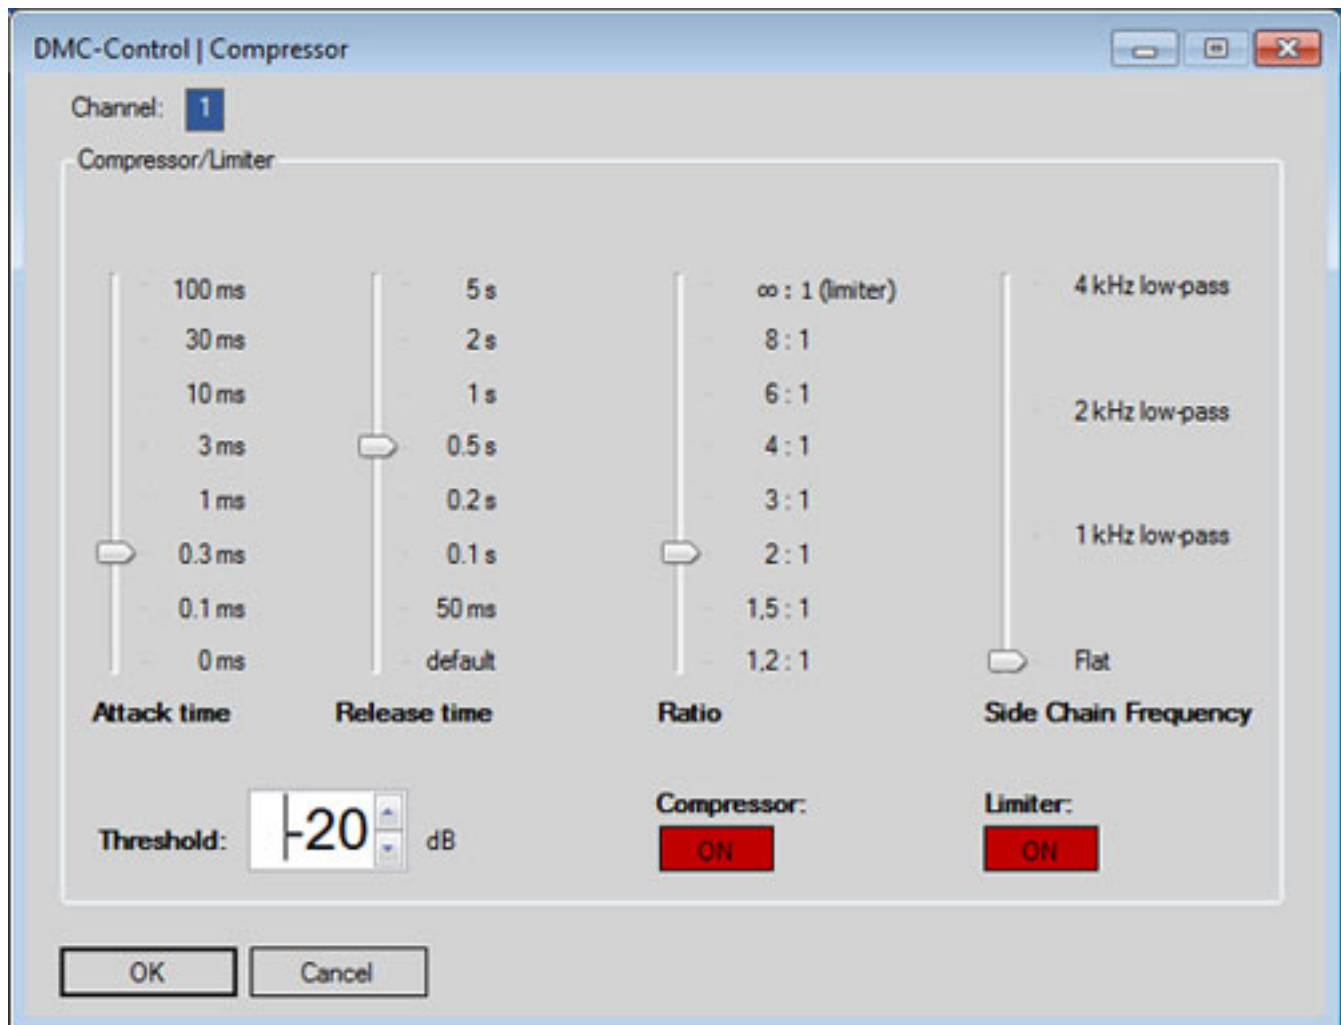 DMC-Control | Compressor
Channel: 1
Compressor/Limiter
100 ms 5 s ∞ : 1 (limiter) 4 kHz low-pass
30 ms 2 s 8 : 1
10 ms 1 s 6 : 1 2 kHz low-pass
3 ms 0.5 s 4 : 1
1 ms 0.2 s 3 : 1
0.3 ms 0.1 s 2 : 1 1 kHz low-pass
0.1 ms 50 ms 1,5 : 1
0 ms default 1,2 : 1 Flat
Attack time Release time Ratio Side Chain Frequency
Compressor: Limiter:
Threshold: -20 dB ON ON
OK Cancel